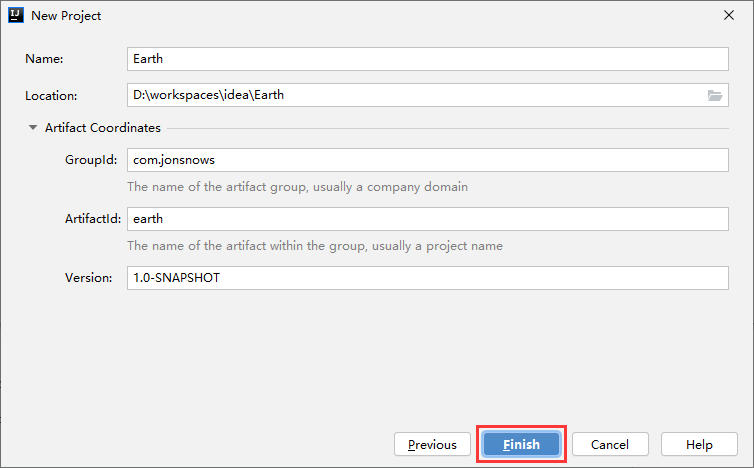 IJ New Project
Name: Earth
Location: D:\workspaces\idea\Earth
Artifact Coordinates
GroupId: com.jonsnows
The name of the artifact group, usually a company domain
ArtifactId: earth
The name of the artifact within the group, usually a project name
Version: 1.0-SNAPSHOT
Previous Finish Cancel Help